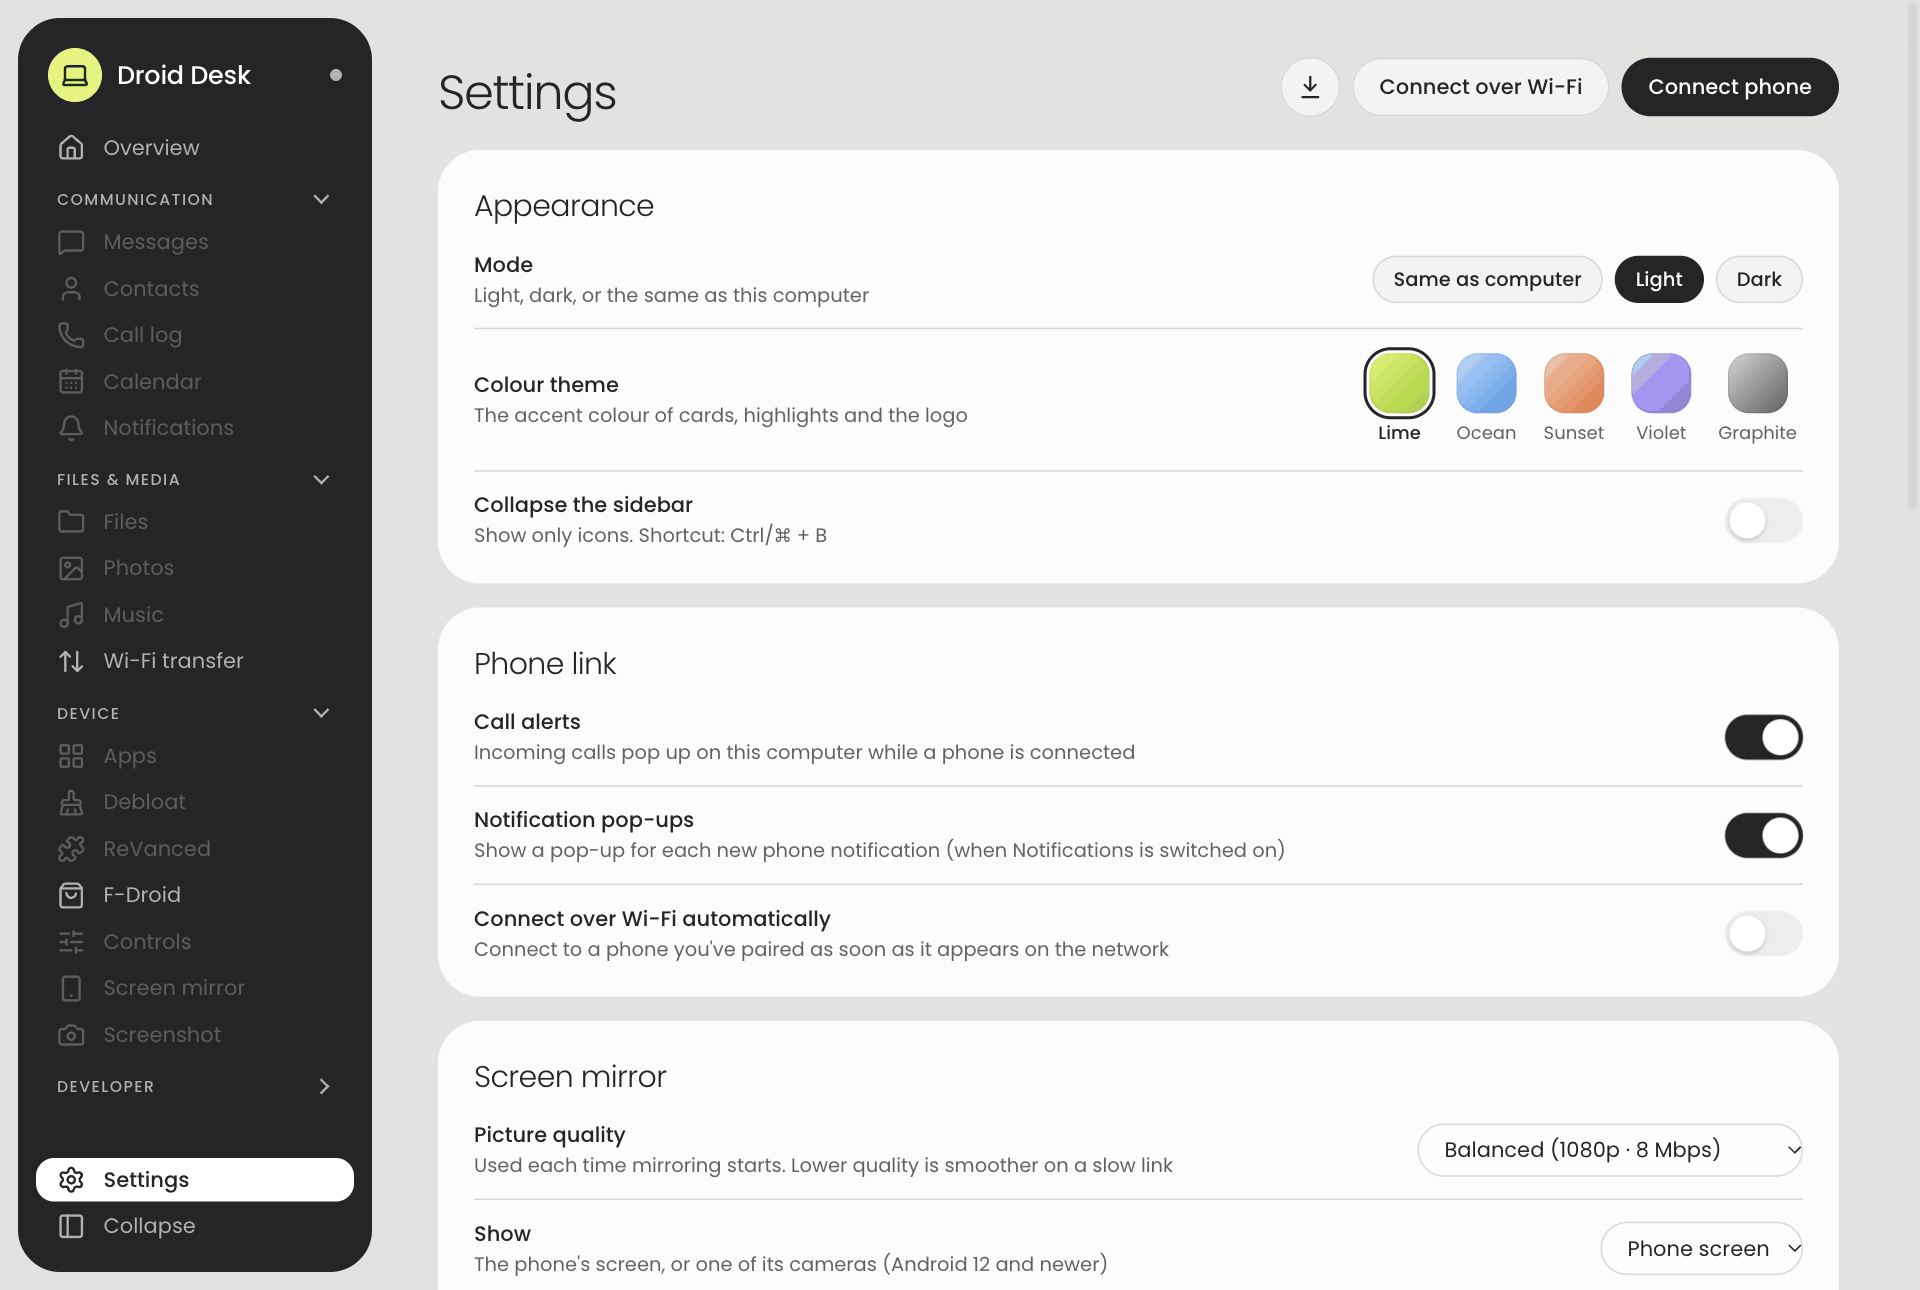 Droid Desk
Overview
COMMUNICATION
Messages
Contacts
Call log
Calendar
Notifications
FILES & MEDIA
Files
Photos
Music
Wi-Fi transfer
DEVICE
Apps
Debloat
ReVanced
F-Droid
Controls
Screen mirror
Screenshot
DEVELOPER
Settings
Collapse
Settings
Connect over Wi-Fi
Connect phone
Appearance
Mode
Light, dark, or the same as this computer
Same as computer
Light
Dark
Colour theme
The accent colour of cards, highlights and the logo
Lime
Ocean
Sunset
Violet
Graphite
Collapse the sidebar
Show only icons. Shortcut: Ctrl/⌘ + B
Phone link
Call alerts
Incoming calls pop up on this computer while a phone is connected
Notification pop-ups
Show a pop-up for each new phone notification (when Notifications is switched on)
Connect over Wi-Fi automatically
Connect to a phone you've paired as soon as it appears on the network
Screen mirror
Picture quality
Used each time mirroring starts. Lower quality is smoother on a slow link
Balanced (1080p · 8 Mbps)
Show
The phone's screen, or one of its cameras (Android 12 and newer)
Phone screen